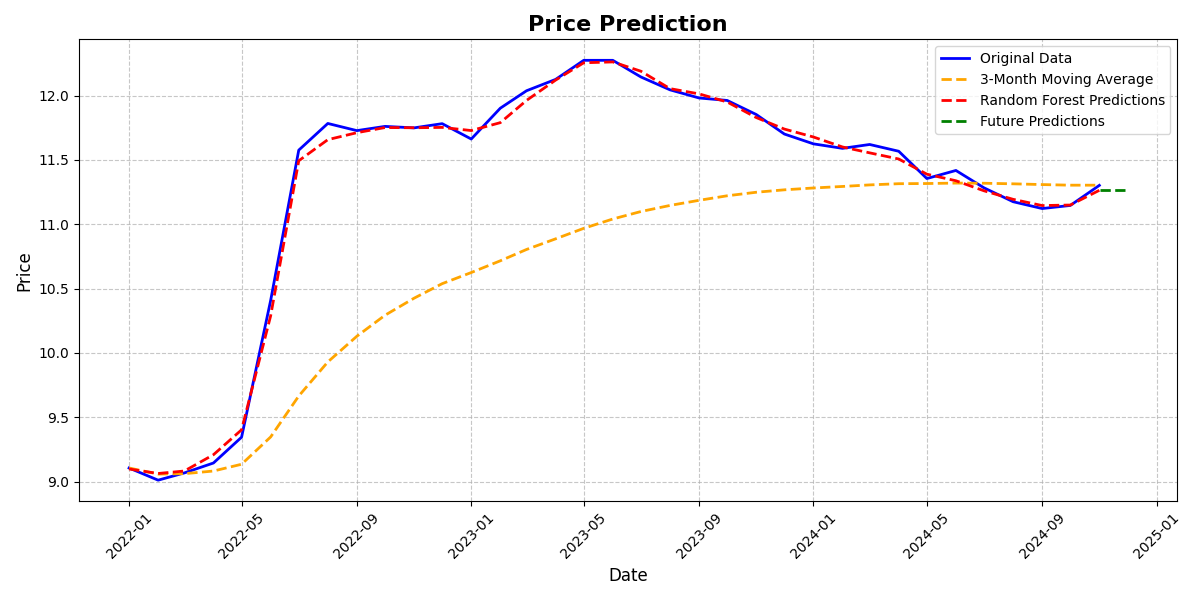 Price Prediction
Original Data
3-Month Moving Average
Random Forest Predictions
Future Predictions
Price
12.0
11.5
11.0
10.5
10.0
9.5
9.0
2022-01
2022-05
2022-09
2023-01
2023-05
2023-09
2024-01
2024-05
2024-09
2025-01
Date